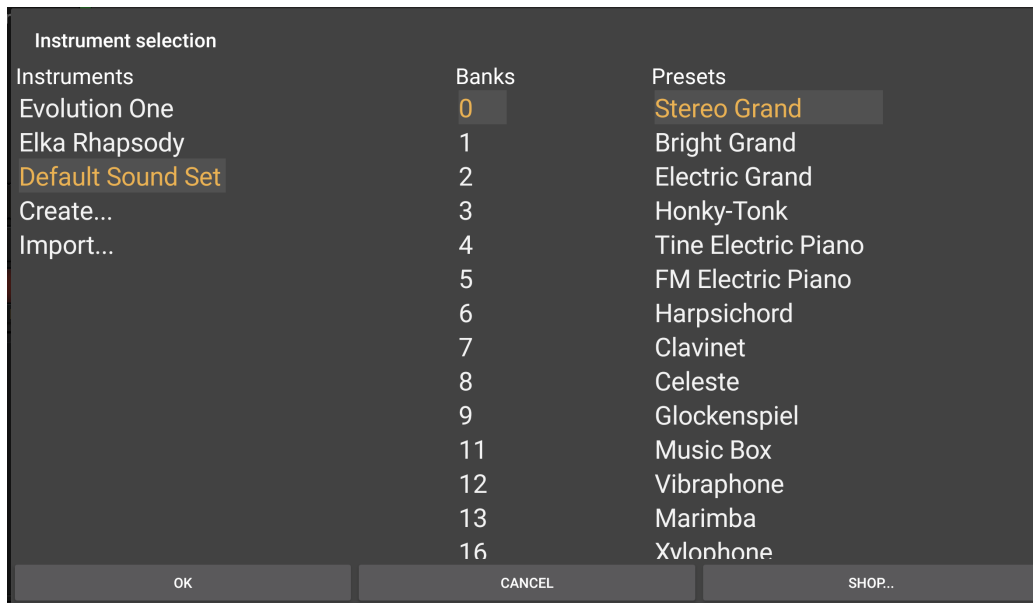 Instrument selection
Instruments Banks Presets
Evolution One 0 Stereo Grand
Elka Rhapsody 1 Bright Grand
Default Sound Set 2 Electric Grand
Create... 3 Honky-Tonk
Import... 4 Tine Electric Piano
5 FM Electric Piano
6 Harpsichord
7 Clavinet
8 Celeste
9 Glockenspiel
11 Music Box
12 Vibraphone
13 Marimba
16 Xylophone
OK CANCEL SHOP...